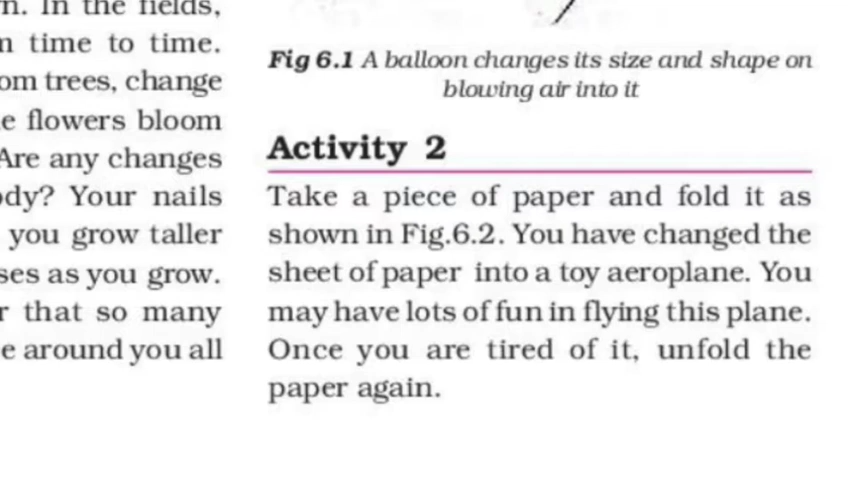 In the fields,
time to time.
trees, change
flowers bloom
Are any changes
Your nails
you grow taller
as you grow.
that so many
around you all
Fig 6.1 A balloon changes its size and shape on
blowing air into it
Activity 2
Take a piece of paper and fold it as
shown in Fig.6.2. You have changed the
sheet of paper into a toy aeroplane. You
may have lots of fun in flying this plane.
Once you are tired of it, unfold the
paper again.